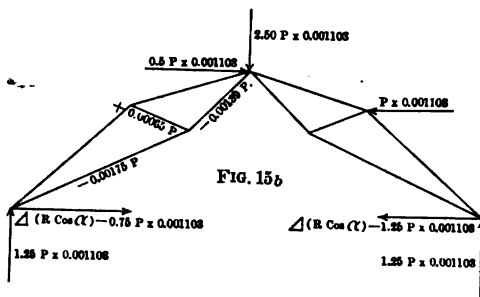 2.50 P x 0.001108
0.5 P x 0.001108
P x 0.001108
+ 0.00065 P
—0.00189 P.
—0.00175 P
FIG. 15b
⊿ (R Cos α)—0.75 P x 0.001108
⊿ (R Cos α)—1.25 P x 0.001108
1.25 P x 0.001108
1.25 P x 0.001108